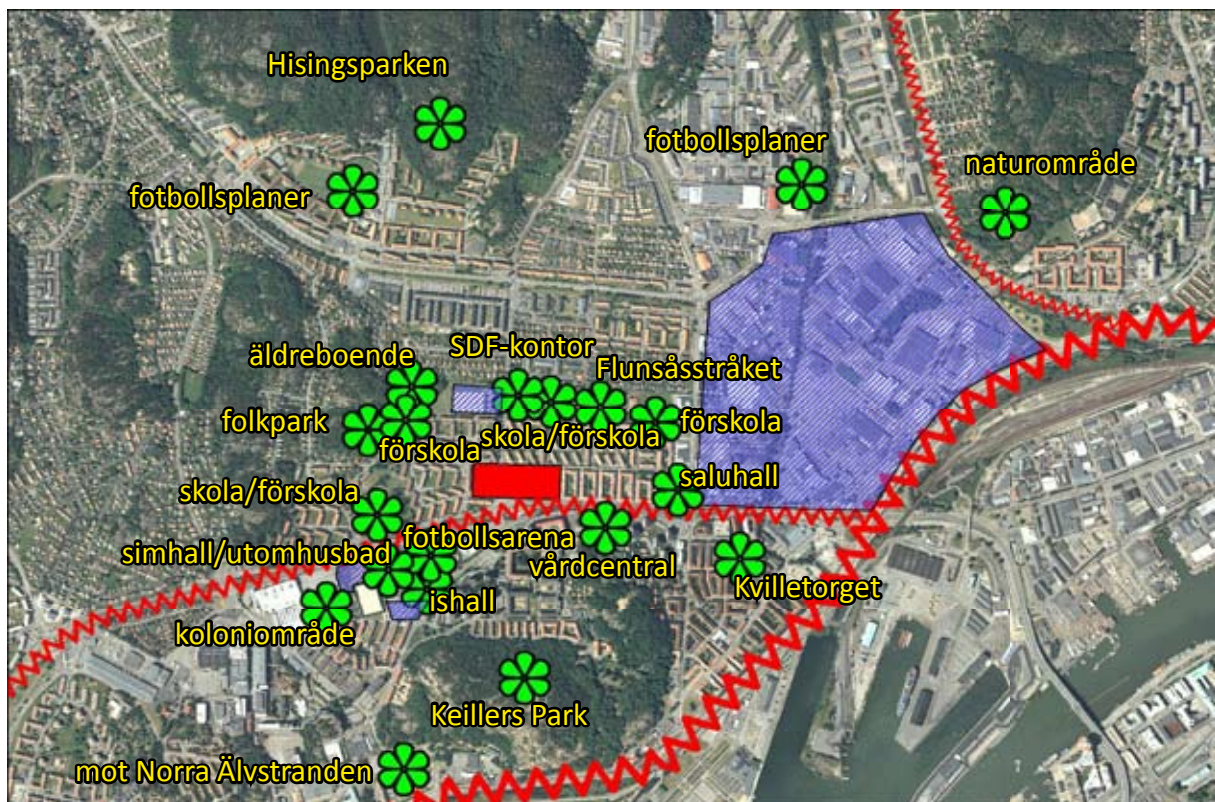 Hisingsparken
fotbollsplaner
naturområde
fotbollsplaner
SDF-kontor
äldreboende
Flunsåsstråket
folkpark
förskola
skola/förskola
förskola
saluhall
skola/förskola
fotbollsarena
simhall/utomhusbad
vårdcentral
Kvilletorget
ishall
koloniområde
Keillers Park
mot Norra Älvstranden